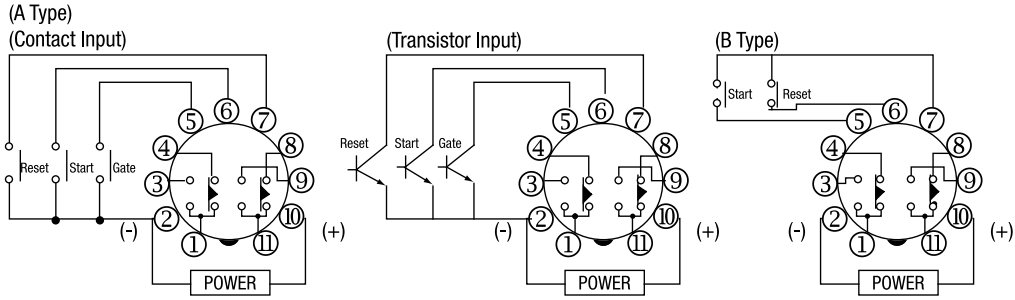 (A Type)
(Contact Input)
(Transistor Input)
(B Type)
5 6 7
4 8
3 9
2 10
1 11
Reset Start Gate
(-) (+)
POWER
5 6 7
4 8
3 9
2 10
1 11
Reset Start Gate
(-) (+)
POWER
Start Reset
5 6 7
4 8
3 9
2 10
1 11
(-) (+)
POWER